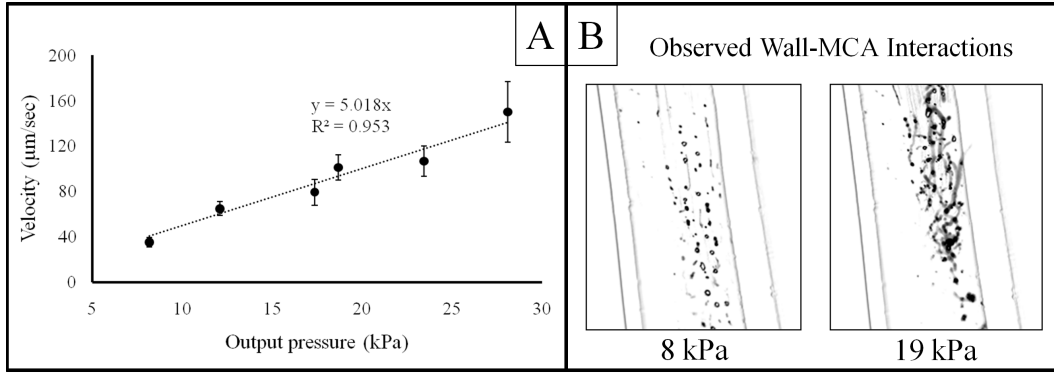 A
200
160
120
80
40
0
Velocity (μm/sec)
y = 5.018x
R² = 0.953
5 10 15 20 25 30
Output pressure (kPa)
B
Observed Wall-MCA Interactions
8 kPa
19 kPa